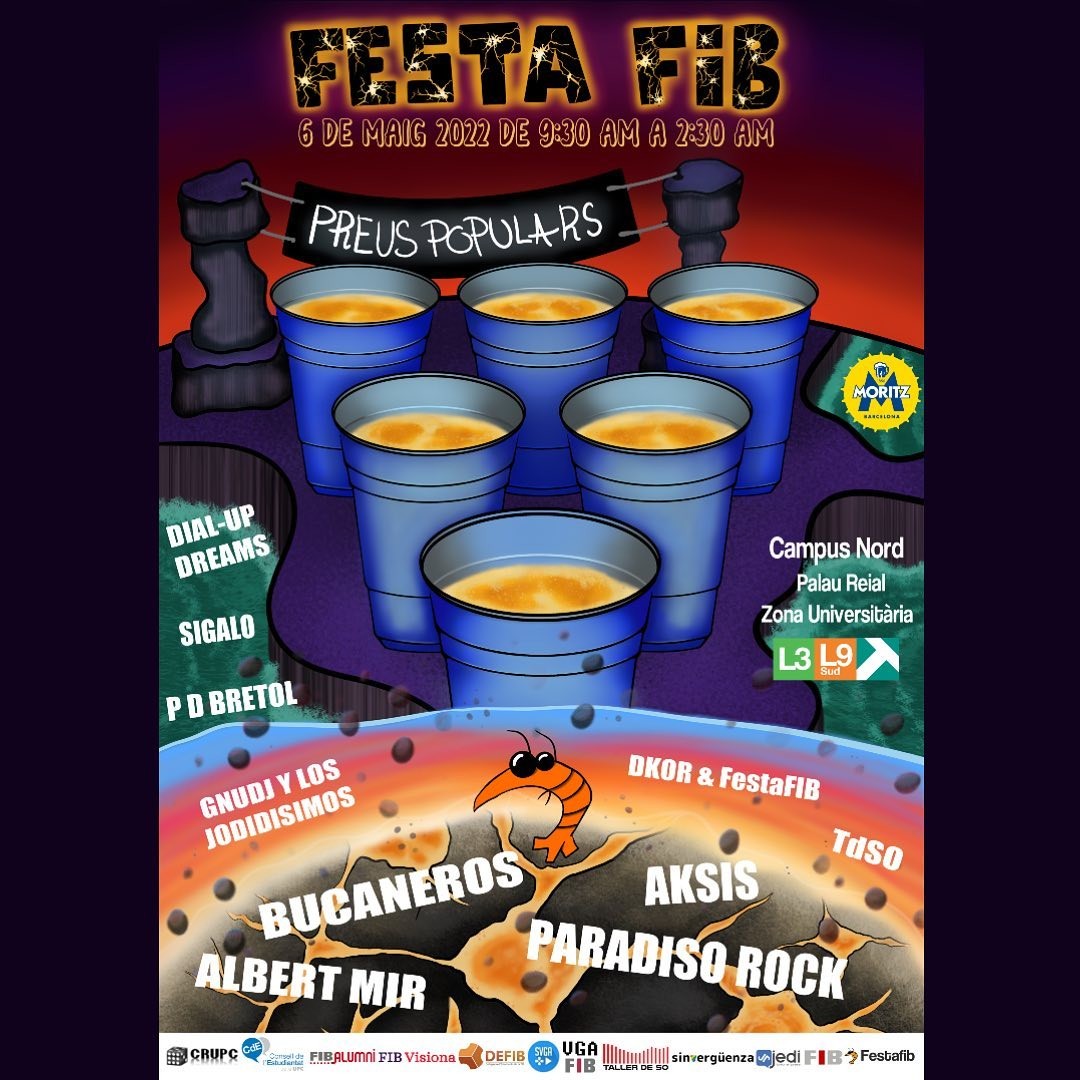 FESTA FiB
6 DE MAIG 2022 DE 9:30 AM A 2:30 AM
PREUS POPULARS
MORITZ
BARCELONA
DIAL-UP
DREAMS
SIGALO
P D BRETOL
Campus Nord
Palau Reial
Zona Universitària
L3 L9
Sud
GNUDJ Y LOS
JODIDISIMOS
DKOR & FestaFIB
TdSO
BUCANEROS
AKSIS
ALBERT MIR
PARADISO ROCK
CRUPC CdE Consell de
l'Estudiantat
FIBALUMNI FIB Visiona DEFIB SVGA VGA
FIB
TALLER DE SO
sinvergüenza jedi FIB Festafib